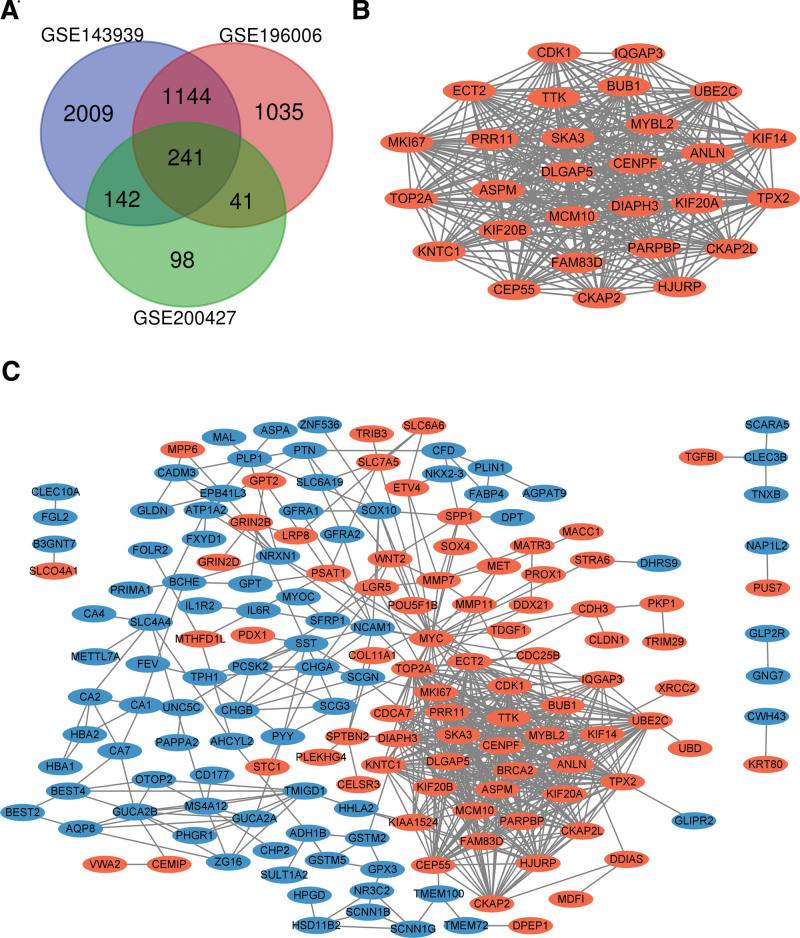 A
GSE143939
GSE196006
2009
1144
1035
241
142
41
98
GSE200427
B
CDK1
IQGAP3
ECT2
TTK
BUB1
UBE2C
MYBL2
MKI67
PRR11
SKA3
KIF14
ANLN
CENPF
DLGAP5
TOP2A
ASPM
DIAPH3
KIF20A
TPX2
MCM10
KIF20B
KNTC1
PARPBP
CKAP2L
FAM83D
CEP55
CKAP2
HJURP
C
ZNF536
SLC6A6
MAL
ASPA
TRIB3
SCARA5
MPP6
PLP1
PTN
CFD
TGFBI
CLEC3B
CADM3
SLC7A5
NKX2-3
PLIN1
CLEC10A
EPB41L3
GPT2
SLC6A19
ETV4
FABP4
AGPAT9
TNXB
FGL2
GLDN
ATP1A2
GFRA1
SOX10
SPP1
DPT
GRIN2B
B3GNT7
FXYD1
LRP8
GFRA2
MACC1
SLCO4A1
FOLR2
NRXN1
WNT2
SOX4
MATR3
NAP1L2
GRIN2D
PSAT1
MET
STRA6
DHRS9
BCHE
GPT
LGR5
MMP7
PROX1
PUS7
PRIMA1
MYOC
IL1R2
IL6R
POU5F1B
MMP11
DDX21
CDH3
PKP1
CA4
SLC4A4
SFRP1
NCAM1
MTHFD1L
PDX1
MYC
TDGF1
CLDN1
TRIM29
GLP2R
METTL7A
SST
COL11A1
FEV
PCSK2
CHGA
TOP2A
ECT2
CDC25B
GNG7
TPH1
SCGN
CDK1
IQGAP3
MKI67
XRCC2
CA2
CA1
UNC5C
CHGB
SCG3
CDCA7
PRR11
TTK
BUB1
UBE2C
CWH43
HBA2
PAPPA2
AHCYL2
PYY
SPTBN2
DIAPH3
SKA3
MYBL2
KIF14
CENPF
UBD
CA7
PLEKHG4
HBA1
STC1
KNTC1
DLGAP5
BRCA2
ANLN
KRT80
OTOP2
CD177
CELSR3
KIF20B
ASPM
KIF20A
TPX2
BEST4
TMIGD1
BEST2
GUCA2B
MS4A12
HHLA2
MCM10
GUCA2A
KIAA1524
PARPBP
GLIPR2
AQP8
PHGR1
ADH1B
GSTM2
FAM83D
CKAP2L
CHP2
VWA2
CEMIP
ZG16
GSTM5
GPX3
CEP55
HJURP
DDIAS
SULT1A2
HPGD
NR3C2
TMEM100
CKAP2
MDFI
SCNN1B
HSD11B2
SCNN1G
TMEM72
DPEP1